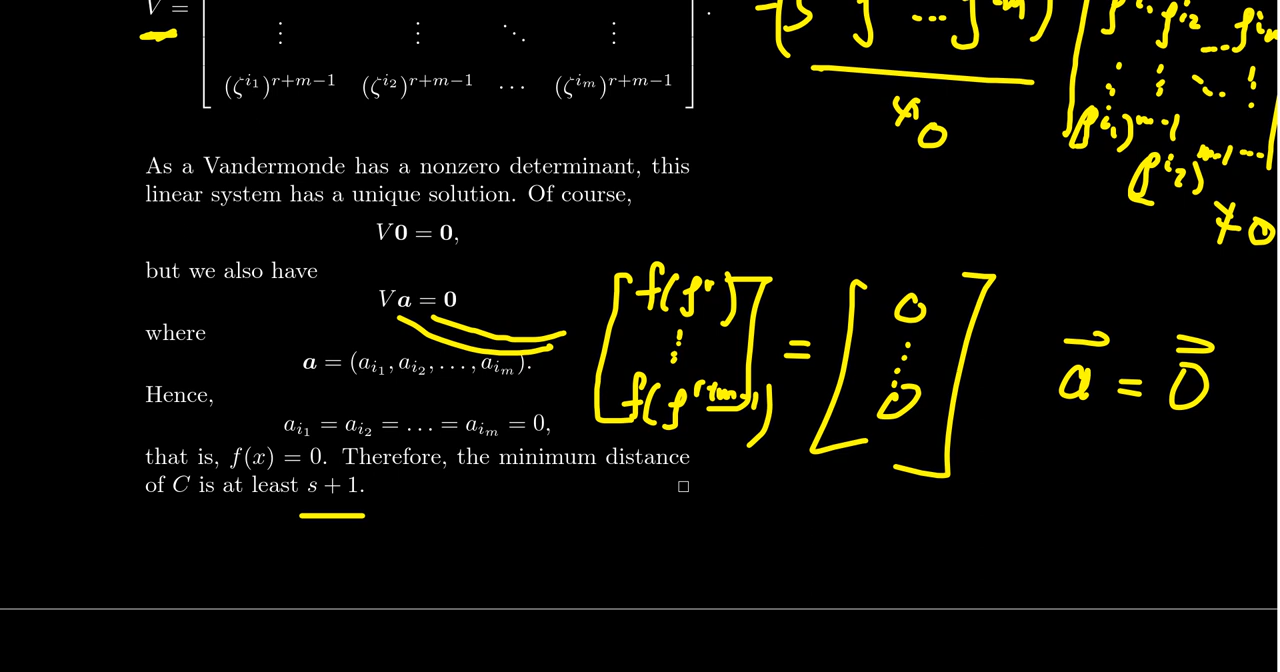 V =
⋮ ⋮ ⋱ ⋮
(ζ^{i_1})^{r+m−1} (ζ^{i_2})^{r+m−1} ⋯ (ζ^{i_m})^{r+m−1}
As a Vandermonde has a nonzero determinant, this
linear system has a unique solution. Of course,
V0 = 0,
but we also have
Va = 0
where
a = (a_{i_1}, a_{i_2}, . . . , a_{i_m}).
Hence,
a_{i_1} = a_{i_2} = . . . = a_{i_m} = 0,
that is, f(x) = 0. Therefore, the minimum distance
of C is at least s + 1. □
≠0
≠0
f(ζ^r) ⋮ f(ζ^{r+m−1}) = 0 ⋮ 0
a = 0